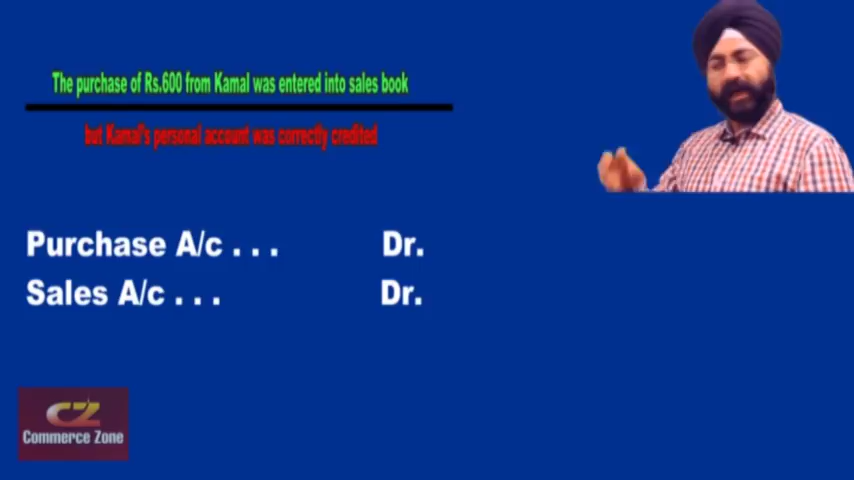 The purchase of Rs.600 from Kamal was entered into sales book
but Kamal's personal account was correctly credited
Purchase A/c . . . Dr.
Sales A/c . . . Dr.
CZ
Commerce Zone